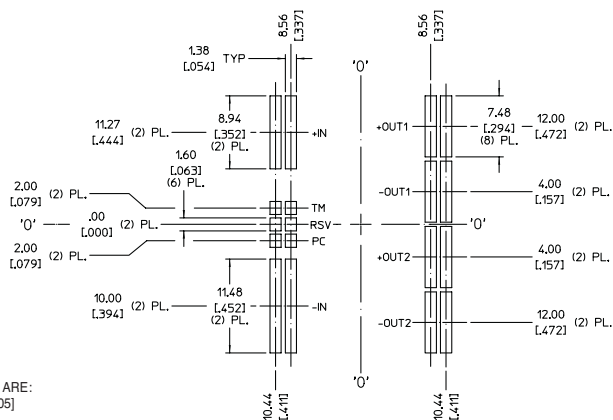 8.56
[.337]
8.56
[.337]
1.38
[.054]
TYP
'0'
'0'
11.27
[.444]
(2) PL.
8.94
[.352]
(2) PL.
+IN
+OUT1
7.48
[.294]
(8) PL.
12.00
[.472]
(2) PL.
1.60
[.063]
(6) PL.
2.00
[.079]
(2) PL.
TM
-OUT1
4.00
[.157]
(2) PL.
'0'
.00
[.000]
(2) PL.
RSV
'0'
2.00
[.079]
(2) PL.
PC
+OUT2
4.00
[.157]
(2) PL.
10.00
[.394]
(2) PL.
11.48
[.452]
(2) PL.
-IN
-OUT2
12.00
[.472]
(2) PL.
'0'
ARE:
05]
10.44
[.411]
10.44
[.411]